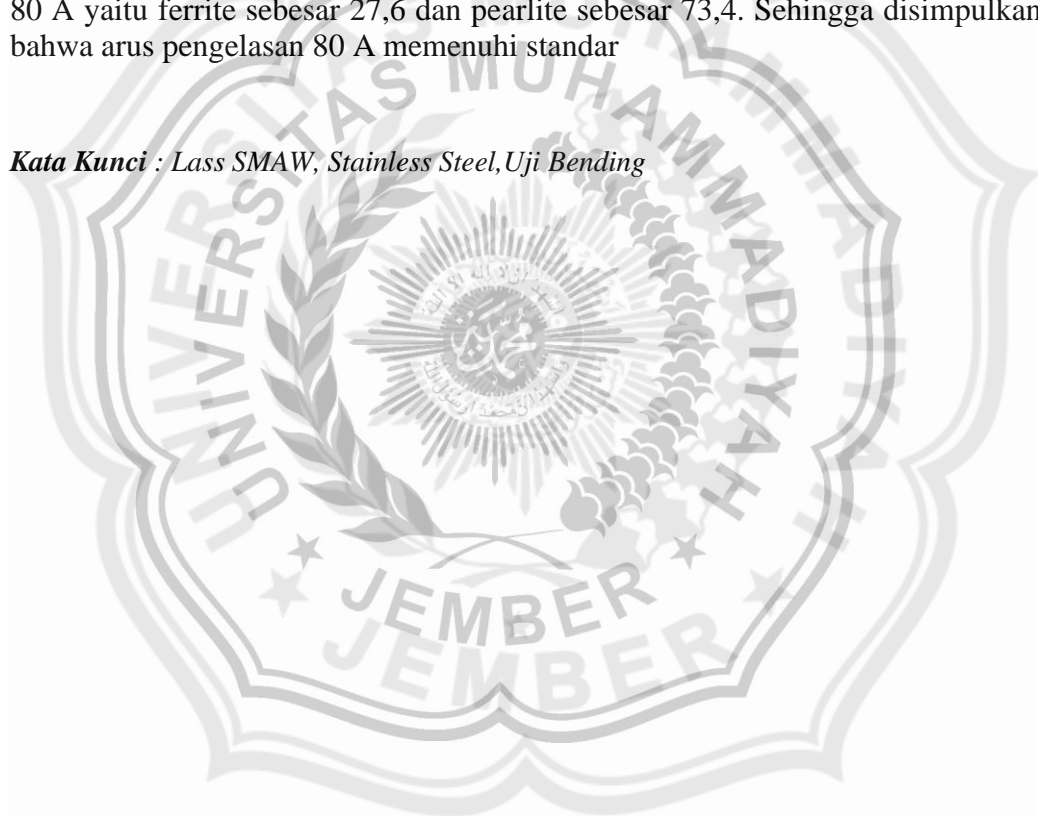 80 A yaitu ferrite sebesar 27,6 dan pearlite sebesar 73,4. Sehingga disimpulkan
bahwa arus pengelasan 80 A memenuhi standar
Kata Kunci : Lass SMAW, Stainless Steel,Uji Bending
UNIVERSITAS MUHAMMADIYAH
JEMBER